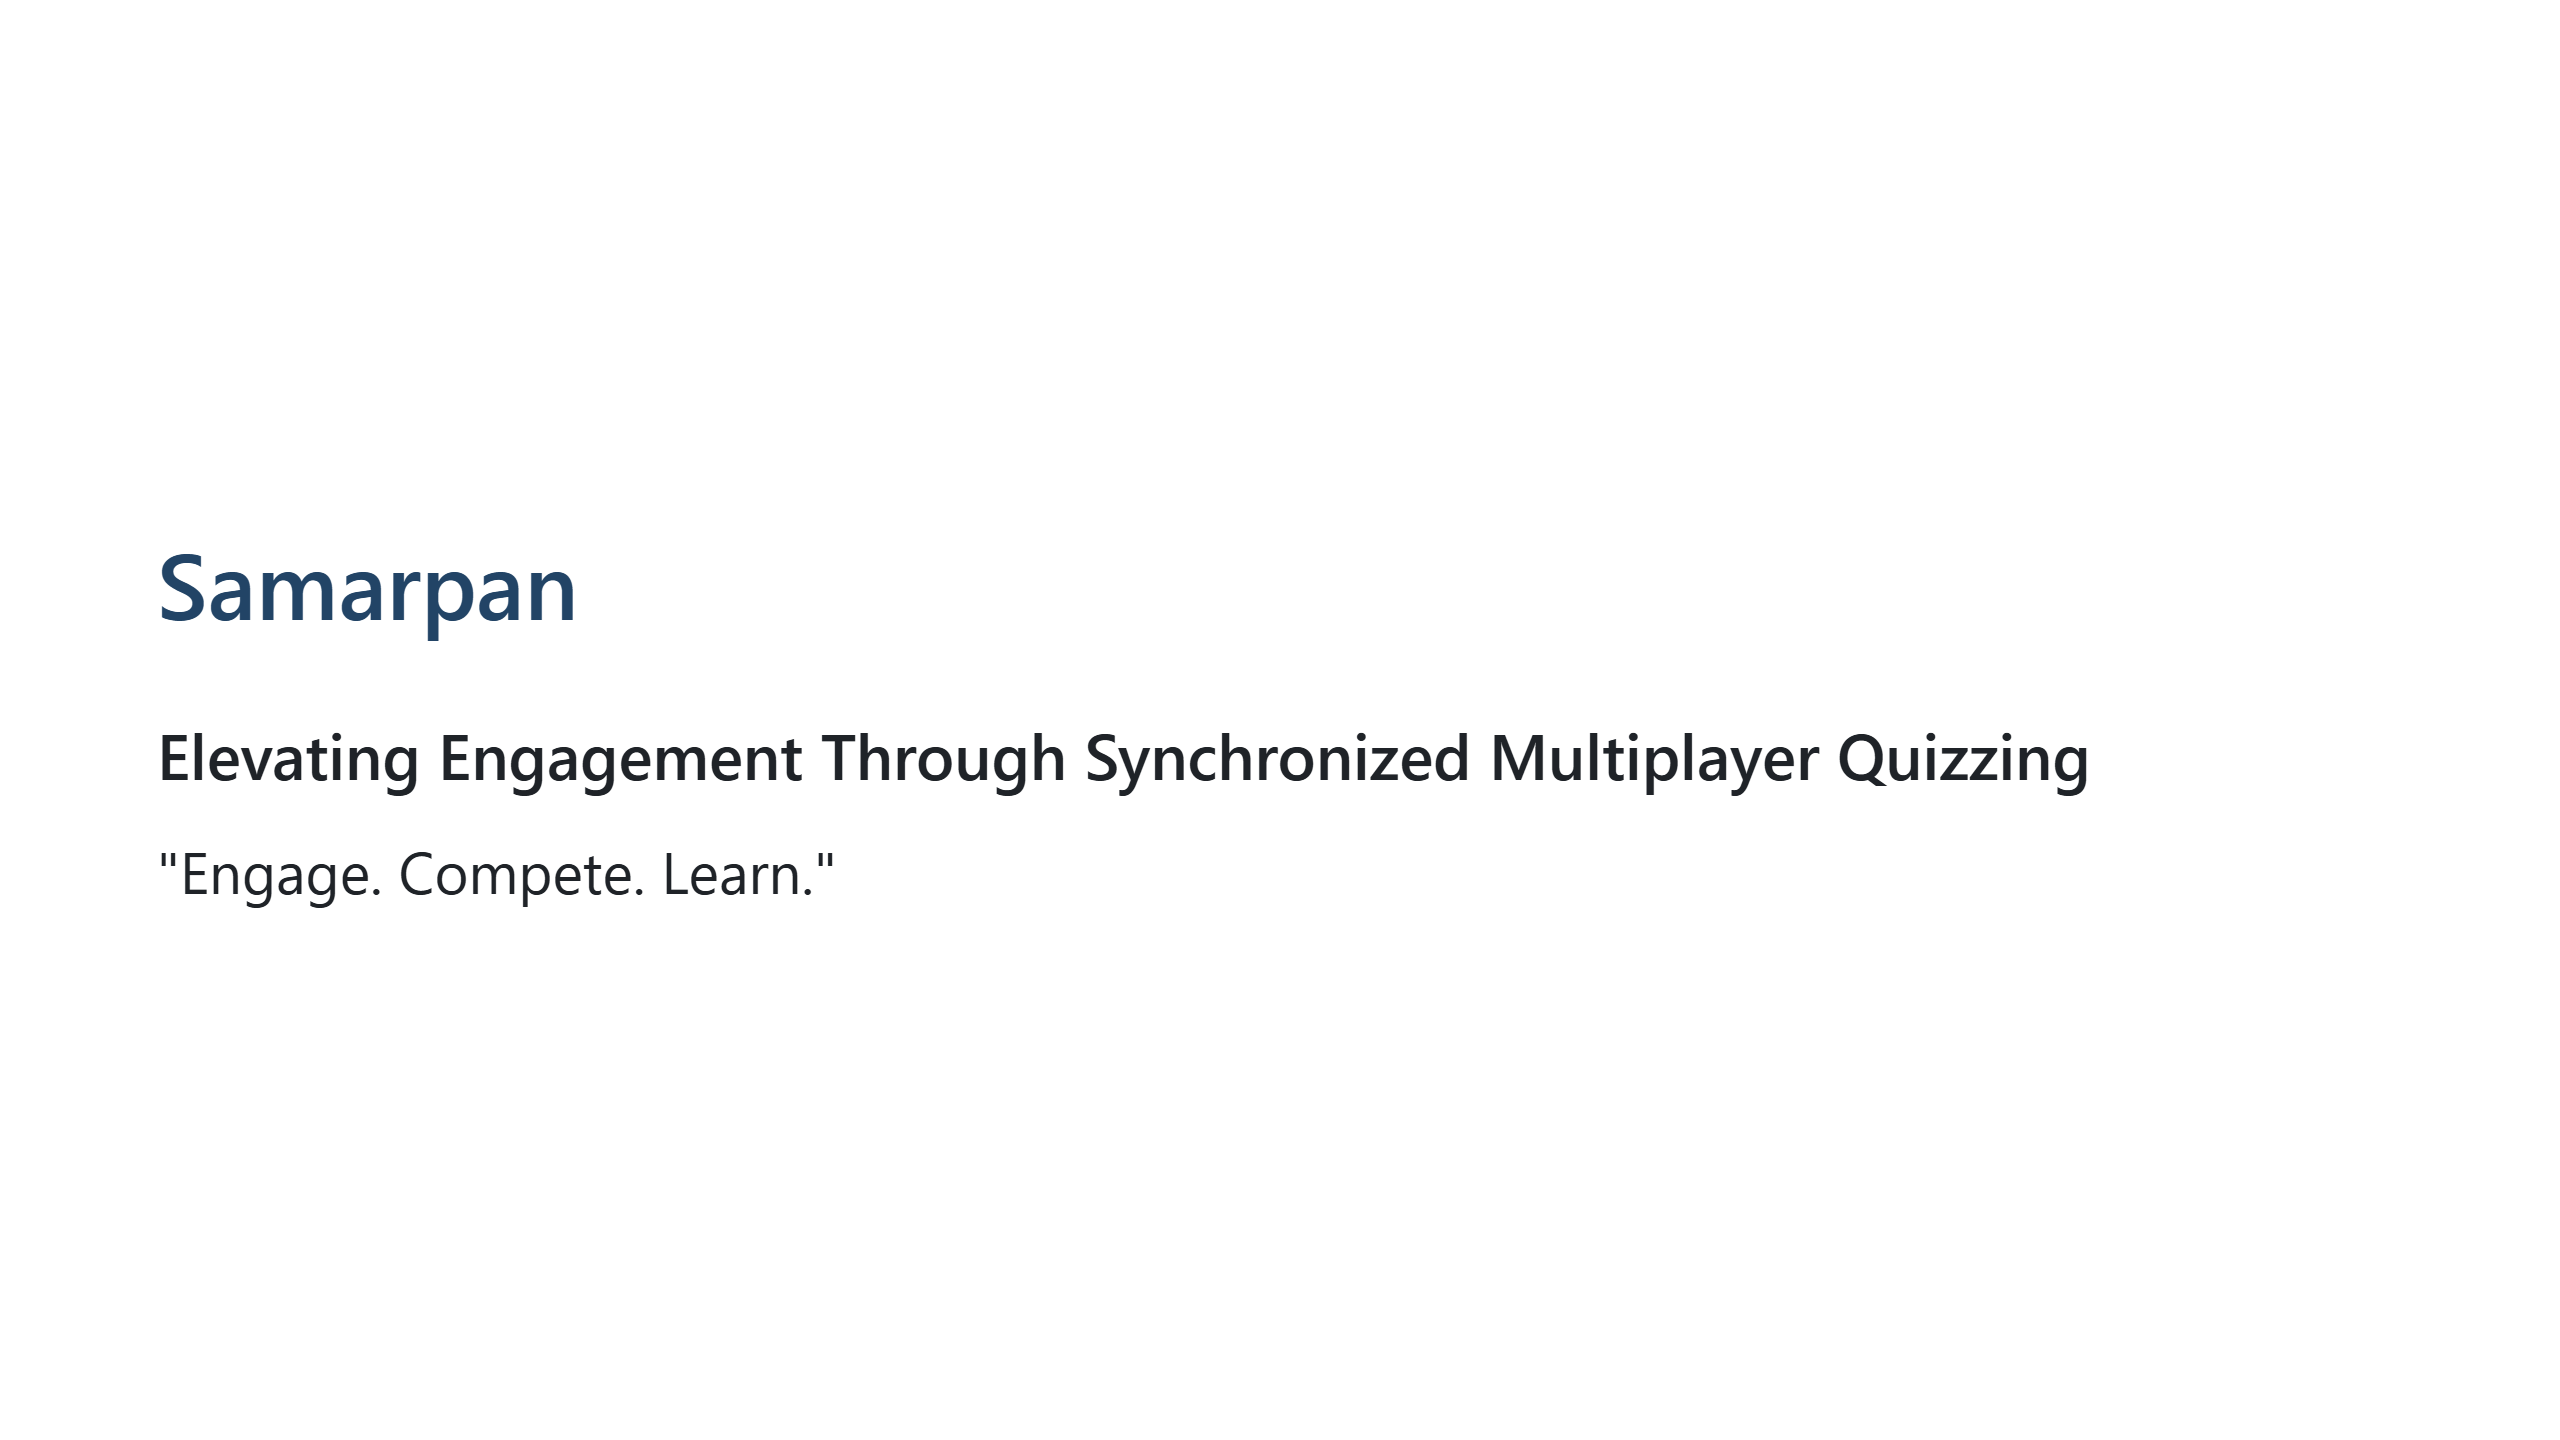 Samarpan
Elevating Engagement Through Synchronized Multiplayer Quizzing
"Engage. Compete. Learn."